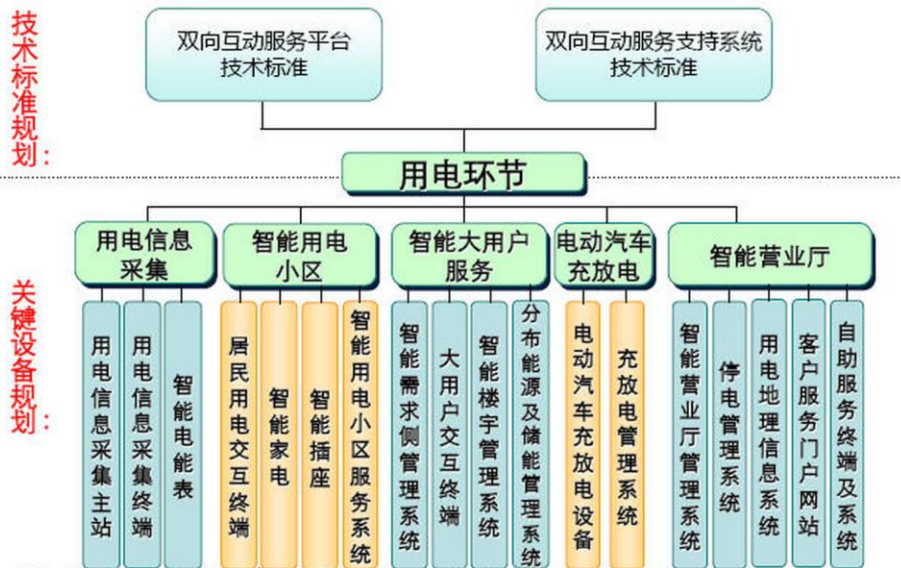 技术标准规划：
双向互动服务平台
技术标准
双向互动服务支持系统
技术标准
用电环节
关键设备规划：
用电信息
采集
智能用电
小区
智能大用户
服务
电动汽车
充放电
智能营业厅
用电信息采集主站
用电信息采集终端
智能电能表
居民用电交互终端
智能家电
智能插座
智能用电小区服务系统
智能需求侧管理系统
大用户交互终端
智能楼宇管理系统
分布能源及储能管理系统
电动汽车充放电设备
充放电管理系统
智能营业厅管理系统
停电管理系统
用电地理信息系统
客户服务门户网站
自助服务终端及系统